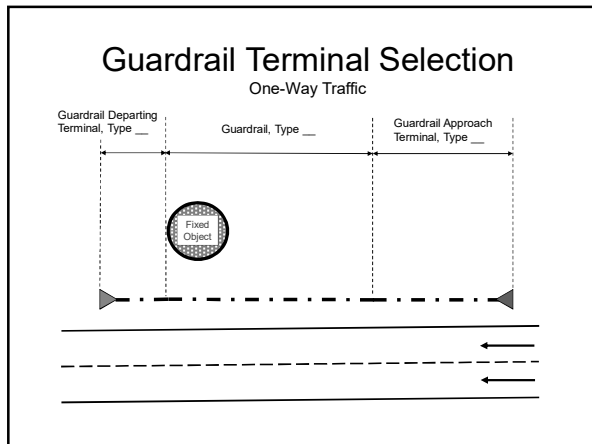 Guardrail Terminal Selection
One-Way Traffic
Guardrail Departing
Terminal, Type __
Guardrail, Type __
Guardrail Approach
Terminal, Type __
Fixed
Object